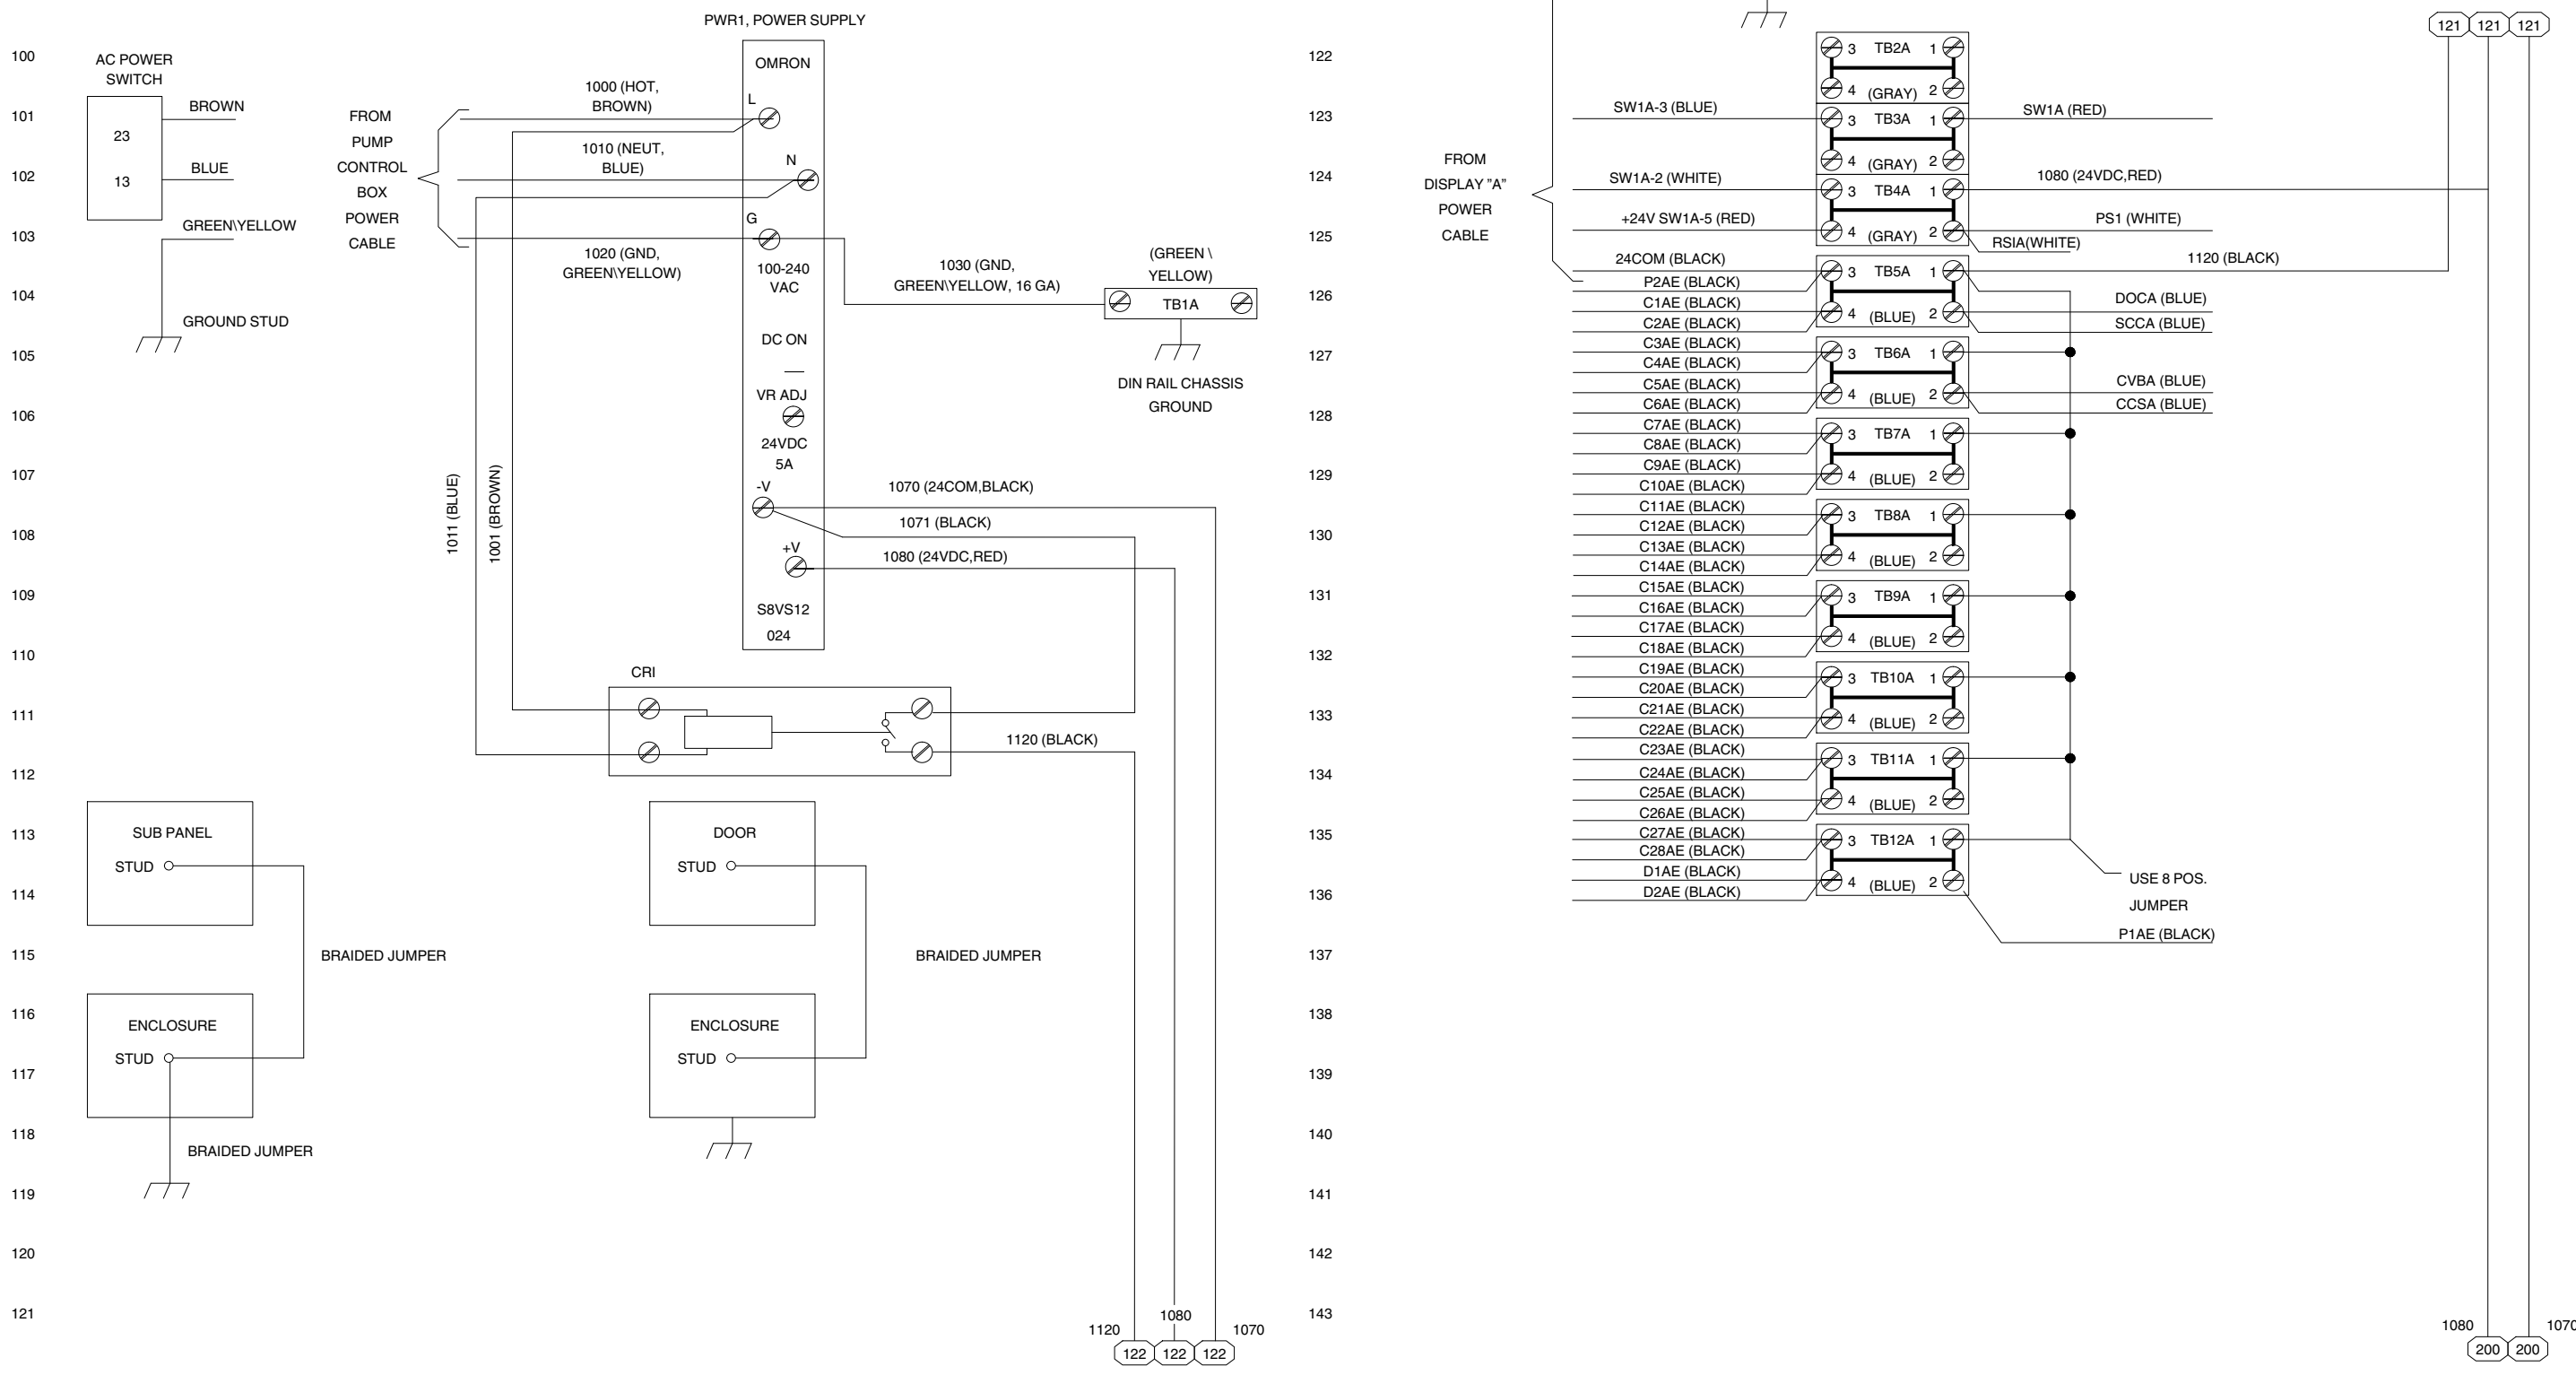 PWR1, POWER SUPPLY
100
AC POWER
SWITCH
OMRON
1000 (HOT,
BROWN)
L
BROWN
101
23
FROM
PUMP
CONTROL
BOX
POWER
CABLE
1010 (NEUT,
BLUE)
N
BLUE
102
13
G
GREEN\YELLOW
103
1020 (GND,
GREEN\YELLOW)
100-240
VAC
1030 (GND,
GREEN\YELLOW, 16 GA)
(GREEN \
YELLOW)
TB1A
104
GROUND STUD
DC ON
105
DIN RAIL CHASSIS
GROUND
VR ADJ
106
24VDC
5A
107
-V
1070 (24COM,BLACK)
1011 (BLUE)
1001 (BROWN)
1071 (BLACK)
108
+V
1080 (24VDC,RED)
109
S8VS12
024
110
CRI
111
1120 (BLACK)
112
113
SUB PANEL
STUD
DOOR
STUD
114
115
BRAIDED JUMPER
BRAIDED JUMPER
116
ENCLOSURE
STUD
ENCLOSURE
STUD
117
118
BRAIDED JUMPER
119
120
121
1120
1080
1070
122
122
122
121
121
121
122
3 TB2A 1
4 (GRAY) 2
SW1A-3 (BLUE)
123
3 TB3A 1
SW1A (RED)
4 (GRAY) 2
FROM
DISPLAY "A"
POWER
CABLE
124
SW1A-2 (WHITE)
3 TB4A 1
1080 (24VDC,RED)
+24V SW1A-5 (RED)
125
4 (GRAY) 2
PS1 (WHITE)
RSIA(WHITE)
24COM (BLACK)
3 TB5A 1
1120 (BLACK)
P2AE (BLACK)
126
C1AE (BLACK)
4 (BLUE) 2
DOCA (BLUE)
C2AE (BLACK)
SCCA (BLUE)
127
C3AE (BLACK)
3 TB6A 1
C4AE (BLACK)
C5AE (BLACK)
4 (BLUE) 2
CVBA (BLUE)
C6AE (BLACK)
CCSA (BLUE)
128
C7AE (BLACK)
3 TB7A 1
C8AE (BLACK)
C9AE (BLACK)
129
4 (BLUE) 2
C10AE (BLACK)
C11AE (BLACK)
3 TB8A 1
C12AE (BLACK)
130
C13AE (BLACK)
4 (BLUE) 2
C14AE (BLACK)
C15AE (BLACK)
131
3 TB9A 1
C16AE (BLACK)
C17AE (BLACK)
4 (BLUE) 2
C18AE (BLACK)
132
C19AE (BLACK)
3 TB10A 1
C20AE (BLACK)
C21AE (BLACK)
133
4 (BLUE) 2
C22AE (BLACK)
C23AE (BLACK)
3 TB11A 1
C24AE (BLACK)
134
C25AE (BLACK)
4 (BLUE) 2
C26AE (BLACK)
C27AE (BLACK)
135
3 TB12A 1
C28AE (BLACK)
D1AE (BLACK)
4 (BLUE) 2
D2AE (BLACK)
136
USE 8 POS.
JUMPER
P1AE (BLACK)
137
138
139
140
141
142
143
1080
1070
200
200